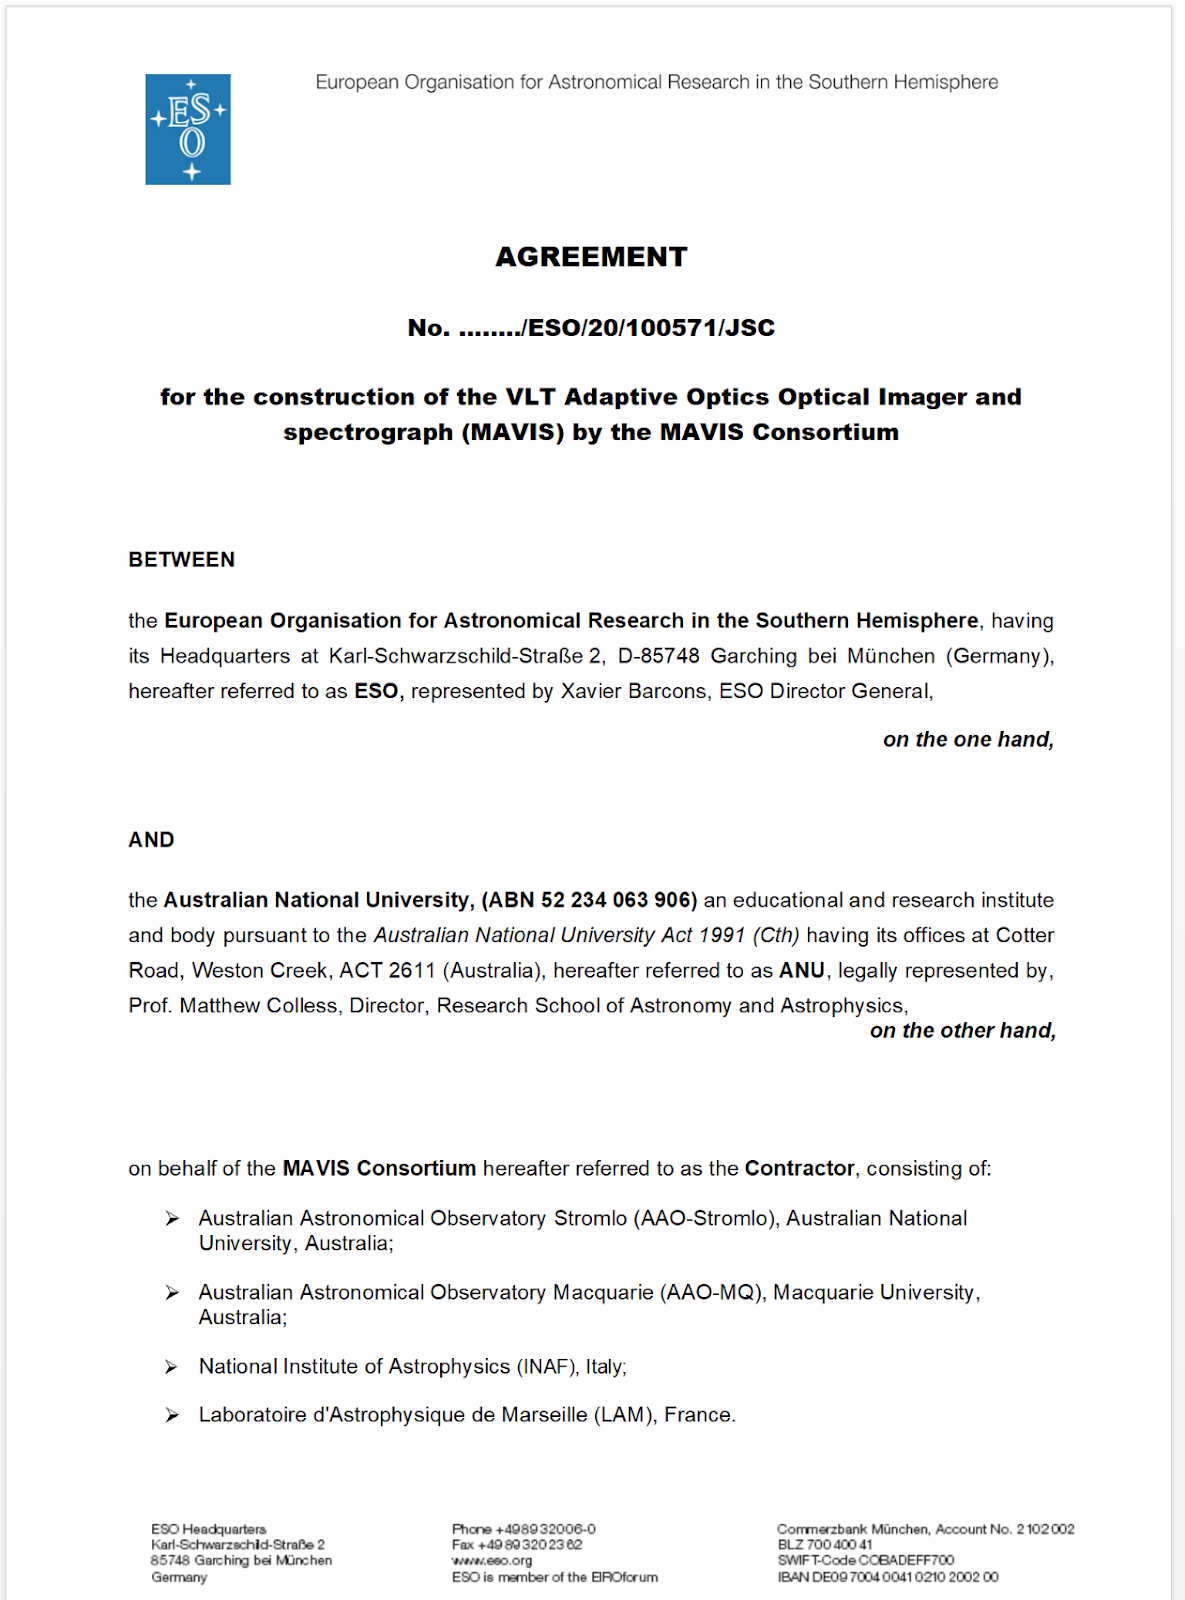 ESO
European Organisation for Astronomical Research in the Southern Hemisphere
AGREEMENT
No. ......../ESO/20/100571/JSC
for the construction of the VLT Adaptive Optics Optical Imager and
spectrograph (MAVIS) by the MAVIS Consortium
BETWEEN
the European Organisation for Astronomical Research in the Southern Hemisphere, having
its Headquarters at Karl-Schwarzschild-Straße 2, D-85748 Garching bei München (Germany),
hereafter referred to as ESO, represented by Xavier Barcons, ESO Director General,
on the one hand,
AND
the Australian National University, (ABN 52 234 063 906) an educational and research institute
and body pursuant to the Australian National University Act 1991 (Cth) having its offices at Cotter
Road, Weston Creek, ACT 2611 (Australia), hereafter referred to as ANU, legally represented by,
Prof. Matthew Colless, Director, Research School of Astronomy and Astrophysics,
on the other hand,
on behalf of the MAVIS Consortium hereafter referred to as the Contractor, consisting of:
➢ Australian Astronomical Observatory Stromlo (AAO-Stromlo), Australian National
University, Australia;
➢ Australian Astronomical Observatory Macquarie (AAO-MQ), Macquarie University,
Australia;
➢ National Institute of Astrophysics (INAF), Italy;
➢ Laboratoire d'Astrophysique de Marseille (LAM), France.
ESO Headquarters
Karl-Schwarzschild-Straße 2
85748 Garching bei München
Germany
Phone +49 89 32006-0
Fax +49 89 320 23 62
www.eso.org
ESO is member of the EIROforum
Commerzbank München, Account No. 2 102 002
BLZ 700 400 41
SWIFT-Code COBADEFF700
IBAN DE09 7004 0041 0210 2002 00